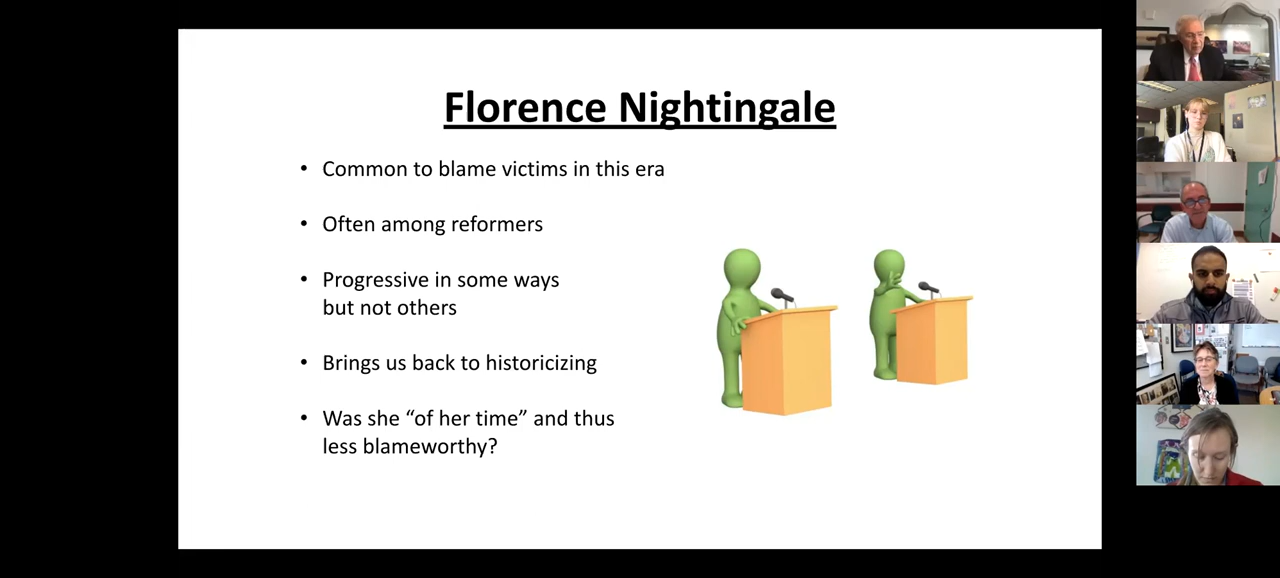 Florence Nightingale
• Common to blame victims in this era
• Often among reformers
• Progressive in some ways
but not others
• Brings us back to historicizing
• Was she “of her time” and thus
less blameworthy?